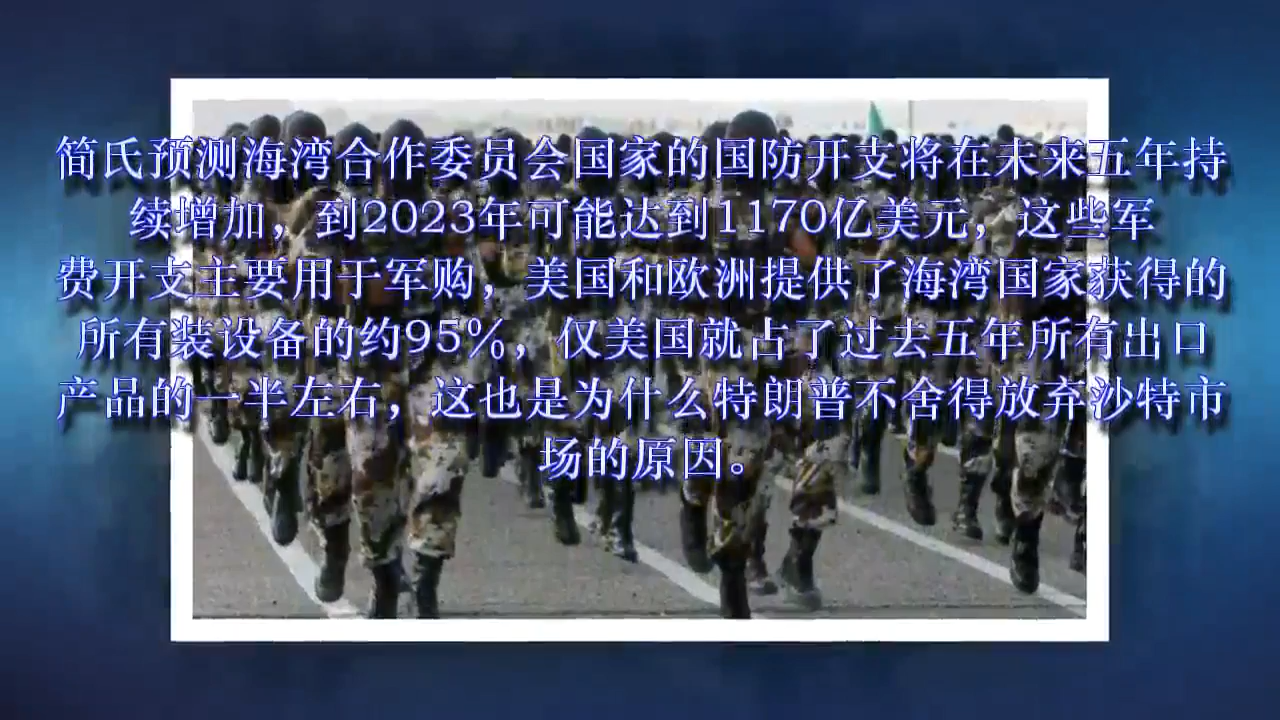 简氏预测海湾合作委员会国家的国防开支将在未来五年持
续增加，到2023年可能达到1170亿美元，这些军
费开支主要用于军购，美国和欧洲提供了海湾国家获得的
所有装设备的约95%，仅美国就占了过去五年所有出口
产品的一半左右，这也是为什么特朗普不舍得放弃沙特市
场的原因。